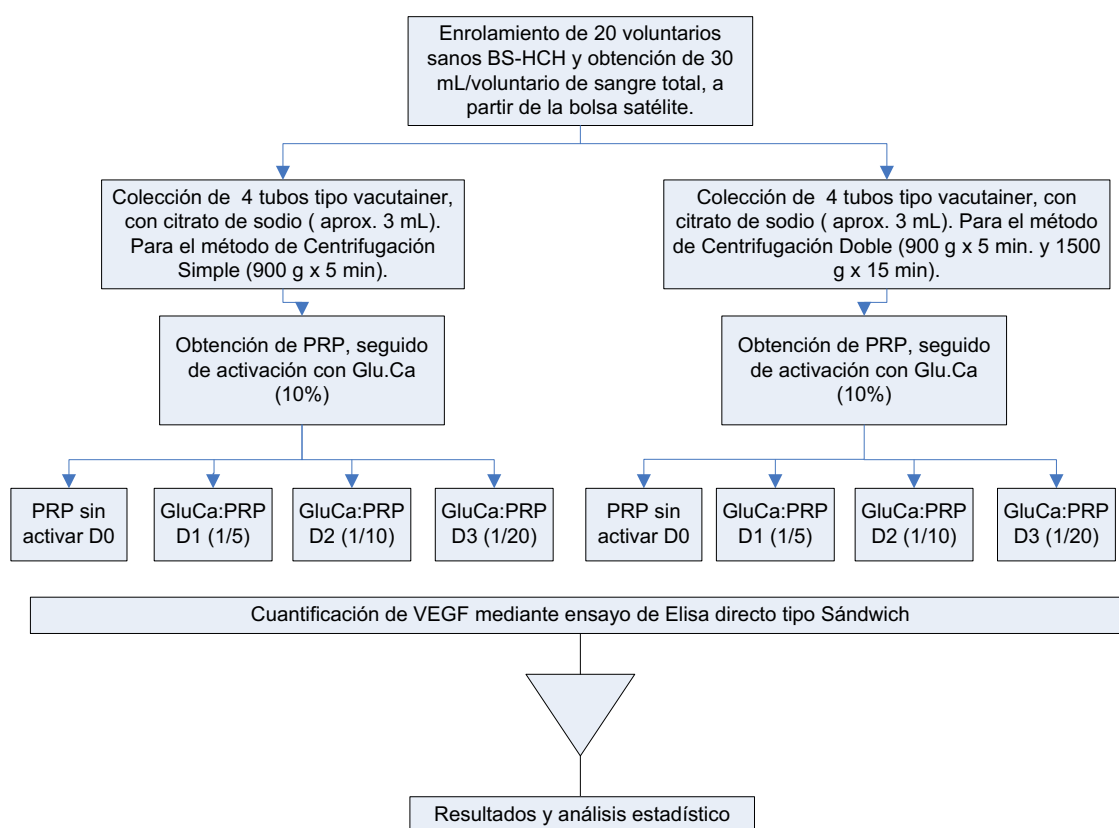 Enrolamiento de 20 voluntarios
sanos BS-HCH y obtención de 30
mL/voluntario de sangre total, a
partir de la bolsa satélite.
Colección de  4 tubos tipo vacutainer,
con citrato de sodio ( aprox. 3 mL).
Para el método de Centrifugación
Simple (900 g x 5 min).
Colección de  4 tubos tipo vacutainer, con
citrato de sodio ( aprox. 3 mL). Para el método
de Centrifugación Doble (900 g x 5 min. y 1500
g x 15 min).
Obtención de PRP, seguido
de activación con Glu.Ca
(10%)
Obtención de PRP, seguido
de activación con Glu.Ca
(10%)
PRP sin
activar D0
GluCa:PRP
D1 (1/5)
GluCa:PRP
D2 (1/10)
GluCa:PRP
D3 (1/20)
PRP sin
activar D0
GluCa:PRP
D1 (1/5)
GluCa:PRP
D2 (1/10)
GluCa:PRP
D3 (1/20)
Cuantificación de VEGF mediante ensayo de Elisa directo tipo Sándwich
Resultados y análisis estadístico